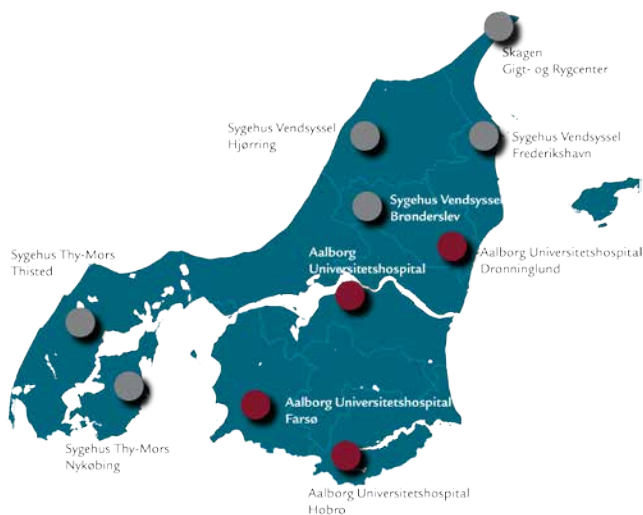 Skagen
Gigt- og Rygcenter
Sygehus Vendsyssel
Hjørring
Sygehus Vendsyssel
Frederikshavn
Sygehus Vendsyssel
Brønderslev
Aalborg Universitetshospital
Dronninglund
Aalborg
Universitetshospital
Sygehus Thy-Mors
Thisted
Aalborg Universitetshospital
Farsø
Sygehus Thy-Mors
Nykøbing
Aalborg Universitetshospital
Hobro